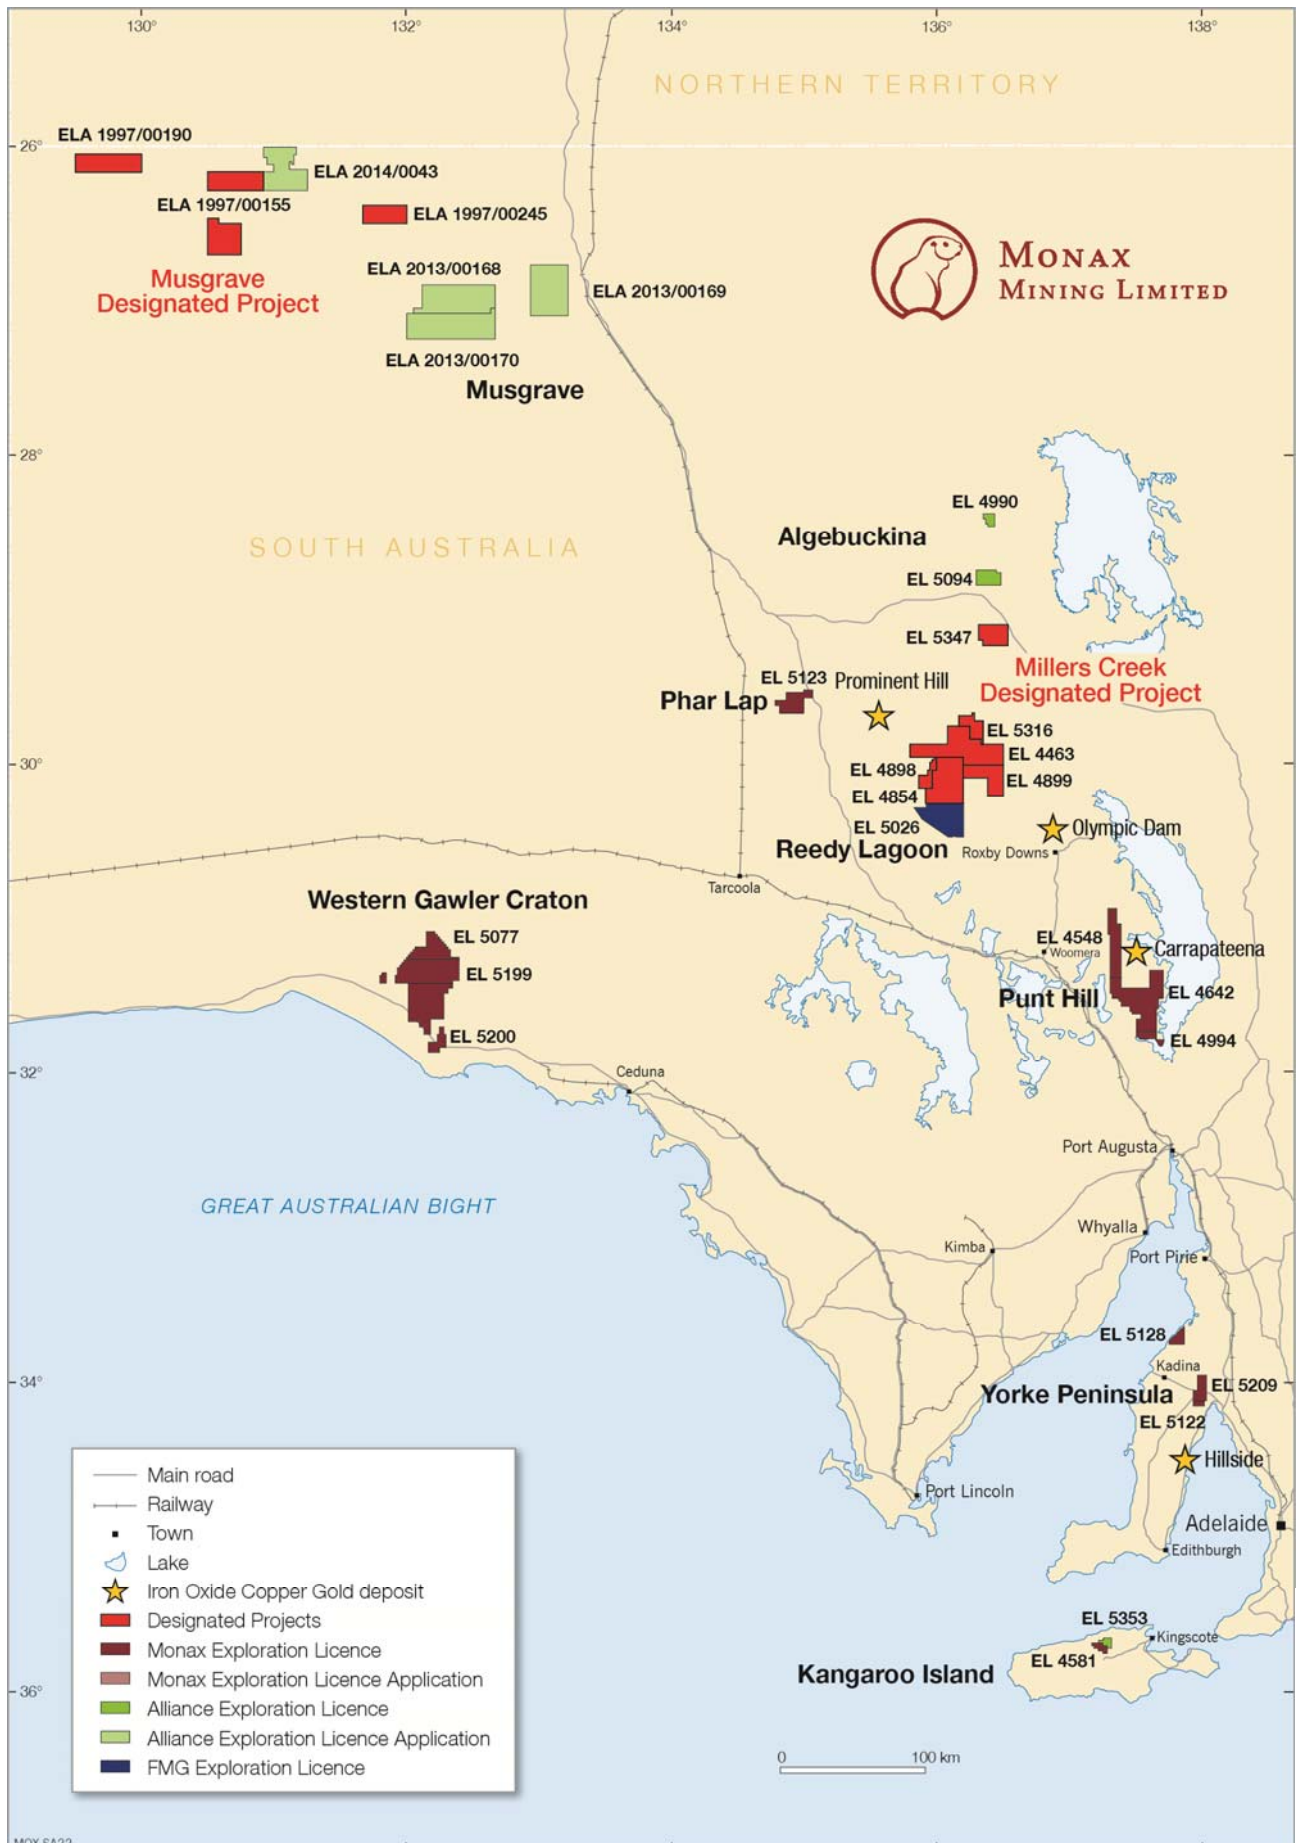 130°
132°
134°
136°
138°
NORTHERN TERRITORY
ELA 1997/00190
26°
ELA 2014/0043
ELA 1997/00155
ELA 1997/00245
MONAX
MINING LIMITED
Musgrave
Designated Project
ELA 2013/00168
ELA 2013/00169
ELA 2013/00170
Musgrave
28°
EL 4990
Algebuckina
SOUTH AUSTRALIA
EL 5094
EL 5347
Millers Creek
Designated Project
EL 5123
Prominent Hill
Phar Lap
EL 5316
EL 4463
30°
EL 4898
EL 4899
EL 4854
EL 5026
Olympic Dam
Reedy Lagoon
Roxby Downs
Tarcoola
Western Gawler Craton
EL 5077
EL 4548
Woomera
Carrapateena
EL 5199
Punt Hill
EL 4642
EL 5200
EL 4994
32°
Ceduna
Port Augusta
GREAT AUSTRALIAN BIGHT
Whyalla
Kimba
Port Pirie
EL 5128
Kadina
34°
EL 5209
Yorke Peninsula
EL 5122
Hillside
Port Lincoln
Adelaide
Edithburgh
EL 5353
Kingscote
EL 4581
Kangaroo Island
36°
0
100 km
Main road
Railway
Town
Lake
Iron Oxide Copper Gold deposit
Designated Projects
Monax Exploration Licence
Monax Exploration Licence Application
Alliance Exploration Licence
Alliance Exploration Licence Application
FMG Exploration Licence